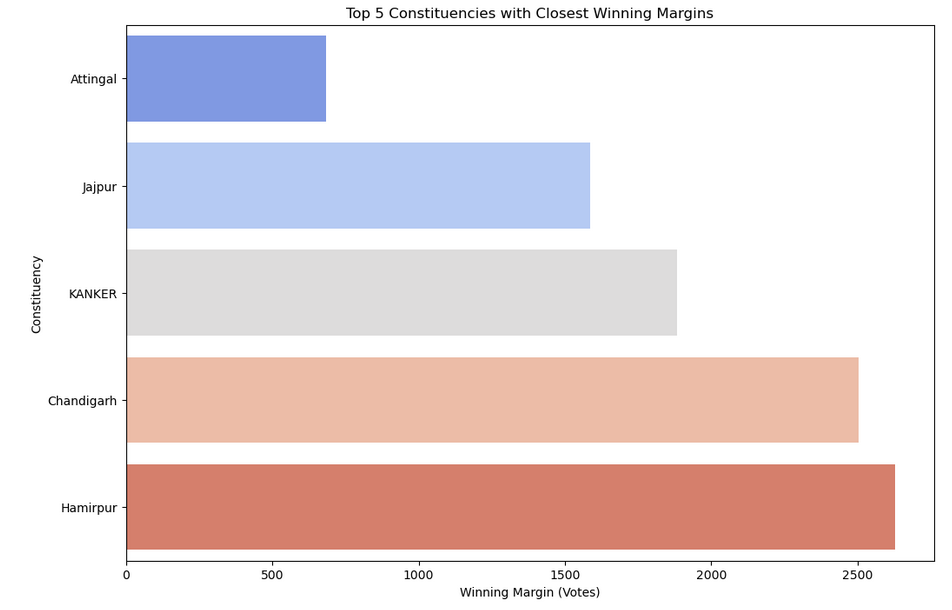 Top 5 Constituencies with Closest Winning Margins
Constituency
Attingal
Jajpur
KANKER
Chandigarh
Hamirpur
0 500 1000 1500 2000 2500
Winning Margin (Votes)